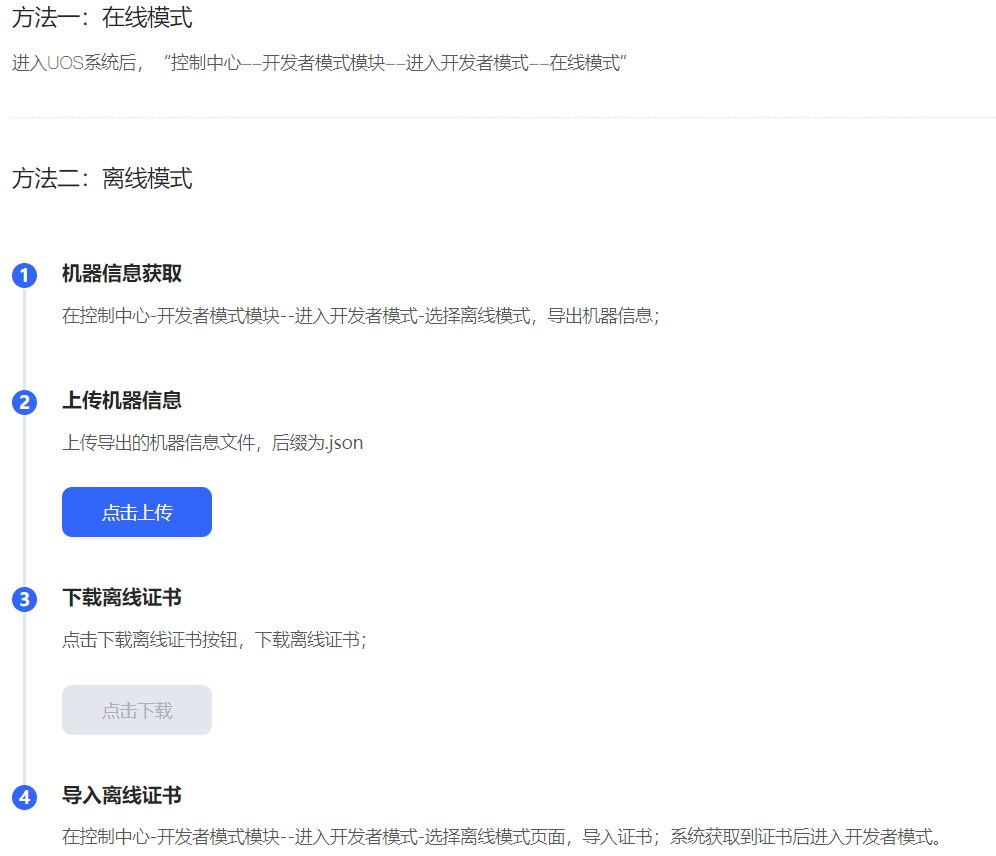 方法一：在线模式
进入UOS系统后，“控制中心--开发者模式模块--进入开发者模式--在线模式”
方法二：离线模式
1 机器信息获取
在控制中心-开发者模式模块--进入开发者模式-选择离线模式，导出机器信息；
2 上传机器信息
上传导出的机器信息文件，后缀为.json
点击上传
3 下载离线证书
点击下载离线证书按钮，下载离线证书；
点击下载
4 导入离线证书
在控制中心-开发者模式模块--进入开发者模式-选择离线模式页面，导入证书；系统获取到证书后进入开发者模式。